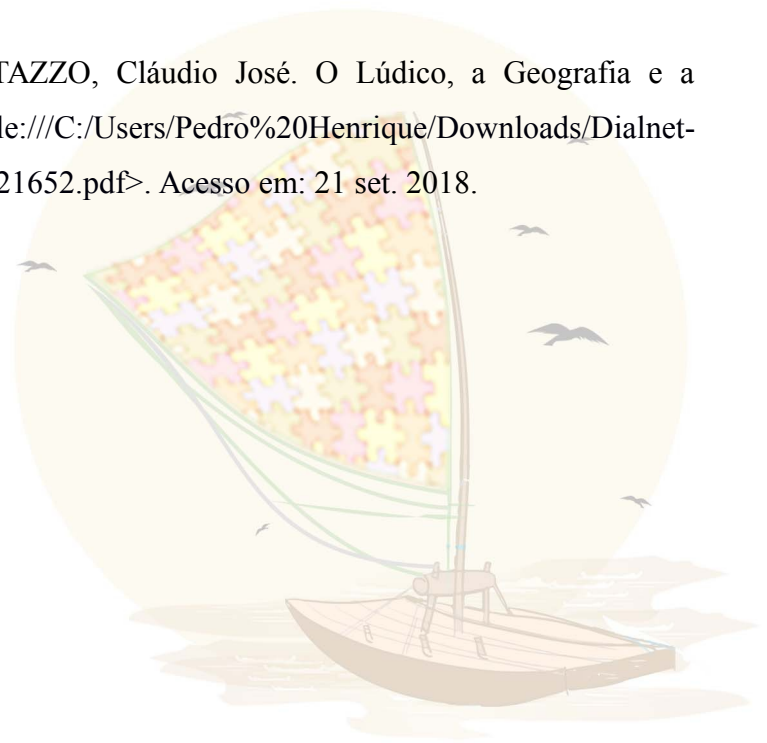 TAZZO, Cláudio José. O Lúdico, a Geografia e a
le:///C:/Users/Pedro%20Henrique/Downloads/Dialnet-
21652.pdf>. Acesso em: 21 set. 2018.